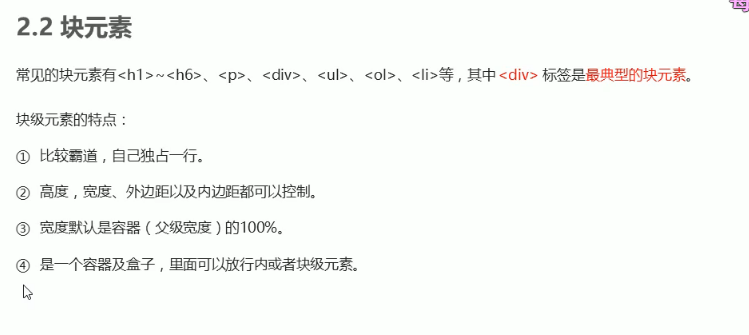 2.2 块元素
常见的块元素有<h1>~<h6>、<p>、<div>、<ul>、<ol>、<li>等，其中 <div> 标签是最典型的块元素。
块级元素的特点：
① 比较霸道，自己独占一行。
② 高度，宽度、外边距以及内边距都可以控制。
③ 宽度默认是容器（父级宽度）的100%。
④ 是一个容器及盒子，里面可以放行内或者块级元素。